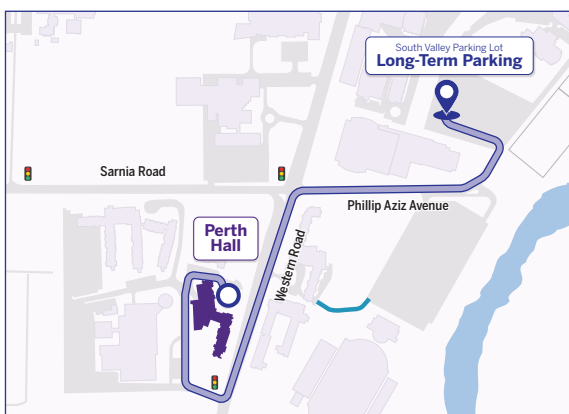 South Valley Parking Lot
Long-Term Parking
Sarnia Road
Phillip Aziz Avenue
Perth
Hall
Western Road